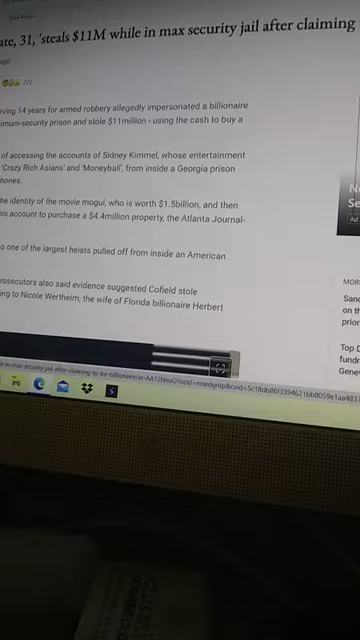 ate, 31, 'steals $11M while in max security jail after claiming
ago
272
rving 14 years for armed robbery allegedly impersonated a billionaire
imum-security prison and stole $11million - using the cash to buy a
of accessing the accounts of Sidney Kimmel, whose entertainment
'Crazy Rich Asians' and 'Moneyball', from inside a Georgia prison
hones.
he identity of the movie mogul, who is worth $1.5billion, and then
his account to purchase a $4.4million property, the Atlanta Journal-
o one of the largest heists pulled off from inside an American
rosecutors also said evidence suggested Cofield stole
ing to Nicole Wertheim, the wife of Florida billionaire Herbert
N
Se
Ad
MOR
Sand
on th
prior
Top D
fundr
Gene